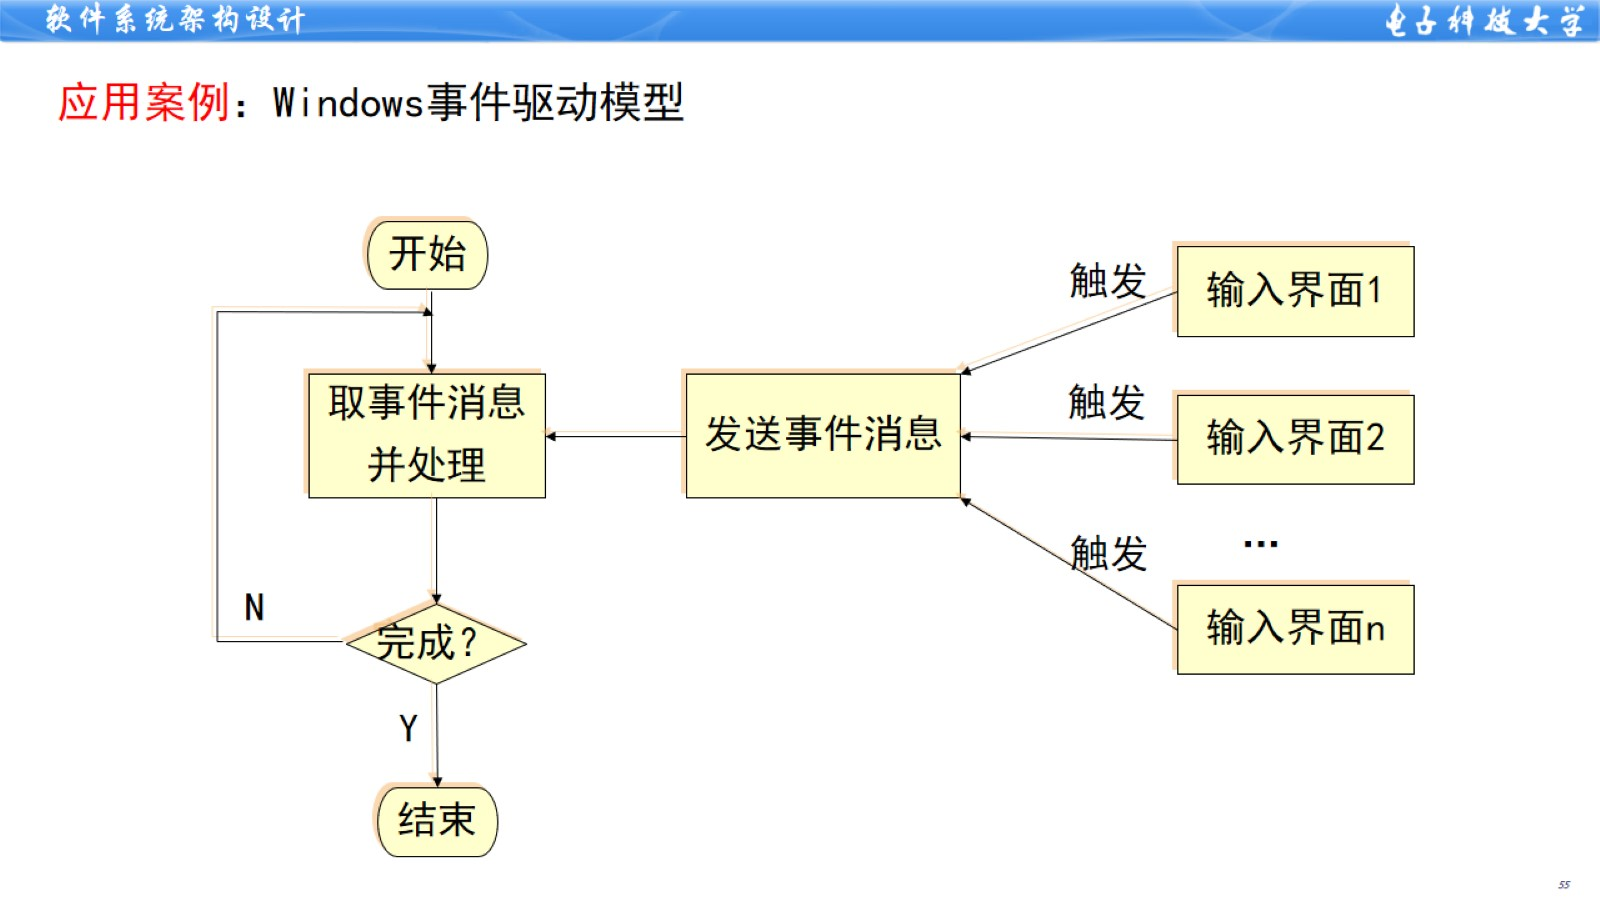 软件系统架构设计
电子科技大学
应用案例：Windows事件驱动模型
开始
触发
输入界面1
取事件消息
并处理
发送事件消息
触发
输入界面2
触发
…
N
完成？
输入界面n
Y
结束
55